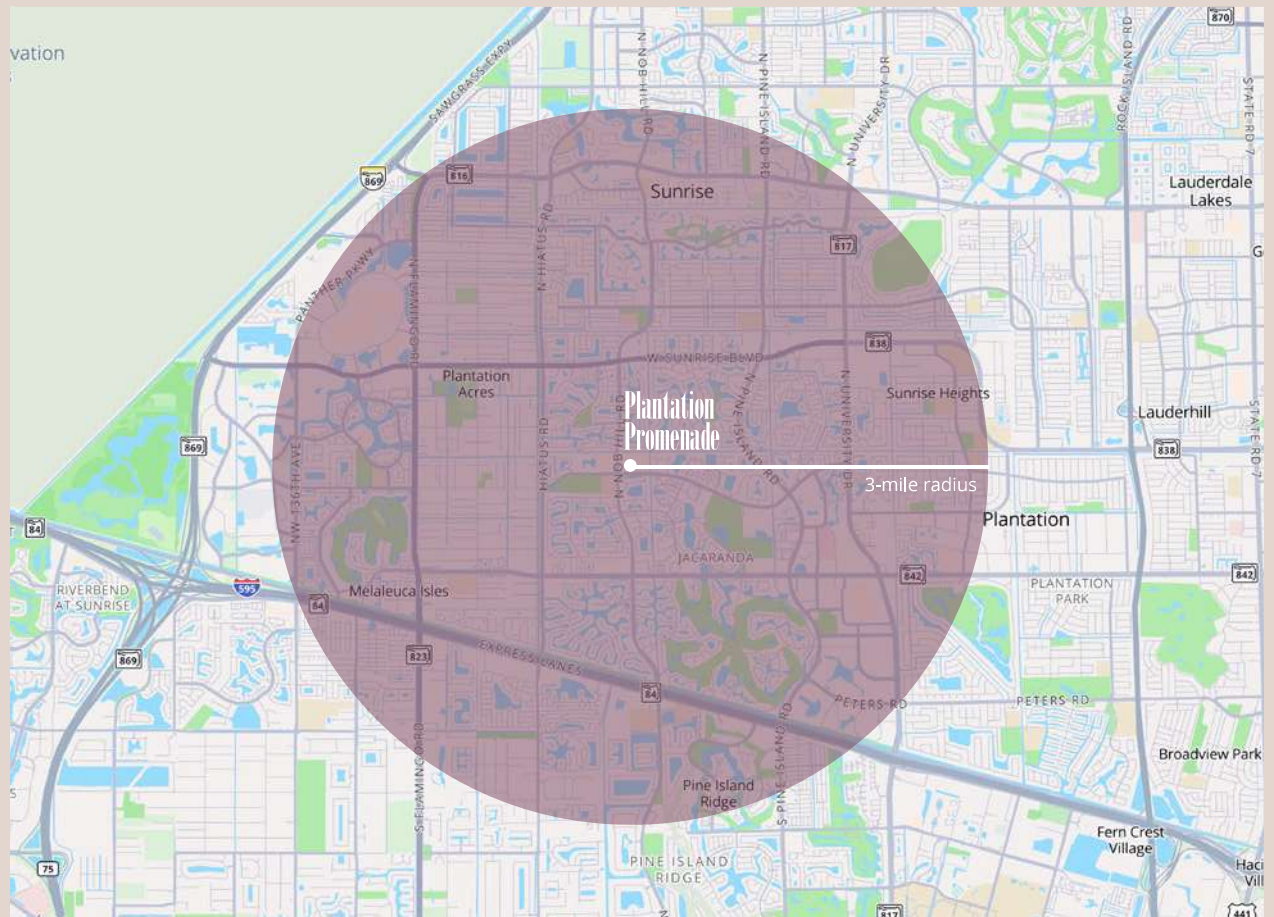 870
vation
SAWGRASS EXPY
N NOB HILL RD
N PINE ISLAND RD
N UNIVERSITY DR
ROCK ISLAND RD
STATE RD 7
869
816
Sunrise
Lauderdale
Lakes
N HIATUS RD
817
G
PANTHER PKWY
N FLAMINGO RD
838
W SUNRISE BLVD
Plantation
Acres
N PINE ISLAND RD
N UNIVERSITY DR
Sunrise Heights
Plantation
Promenade
Lauderhill
STATE RD 7
HIATUS RD
N NOB HILL RD
869
838
3-mile radius
NW 136TH AVE
84
Plantation
JACARANDA
842
842
595
RIVERBEND
AT SUNRISE
Melaleuca Isles
PLANTATION
PARK
84
823
869
EXPRESS LANES
84
PETERS RD
PETERS RD
S FLAMINGO RD
S PINE ISLAND RD
Broadview Park
Pine Island
Ridge
S
Fern Crest
Village
75
PINE ISLAND
RIDGE
Haci
Vill
N
817
441